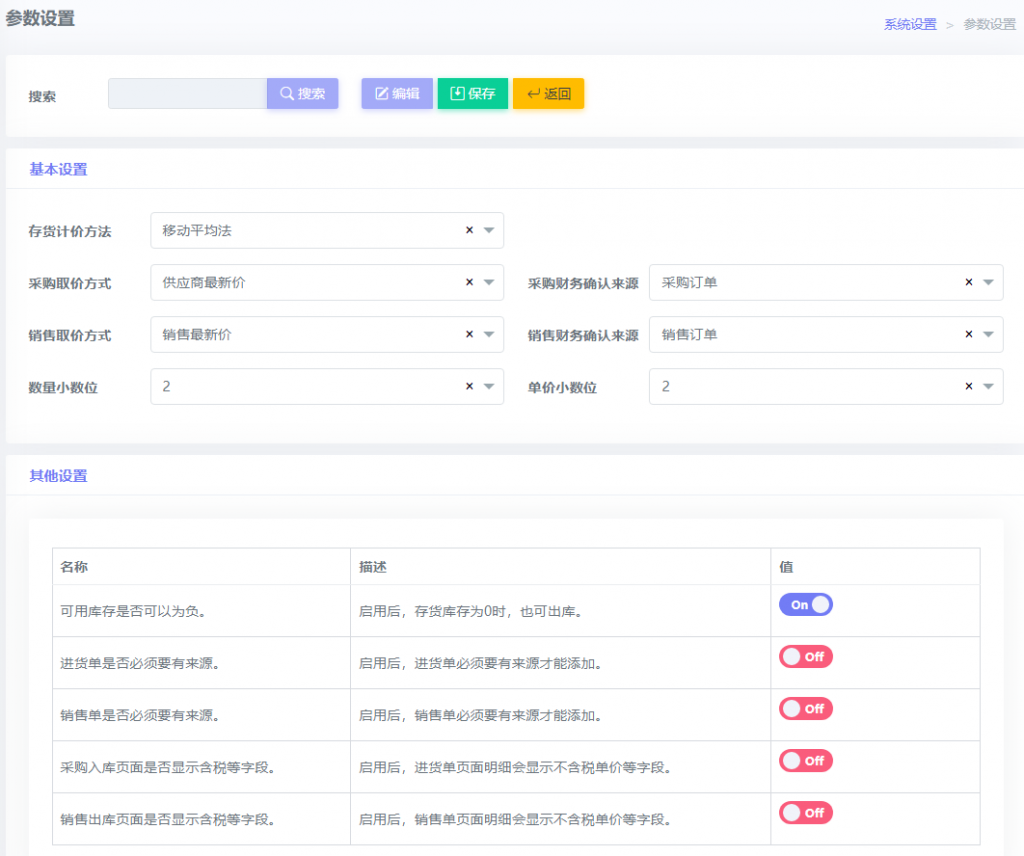 参数设置
系统设置 > 参数设置
搜索 搜索 编辑 保存 返回
基本设置
存货计价方法 移动平均法 ×
采购取价方式 供应商最新价 × 采购财务确认来源 采购订单 ×
销售取价方式 销售最新价 × 销售财务确认来源 销售订单 ×
数量小数位 2 × 单价小数位 2 ×
其他设置
名称 描述 值
可用库存是否可以为负。 启用后，存货库存为0时，也可出库。 On
进货单是否必须要有来源。 启用后，进货单必须要有来源才能添加。 Off
销售单是否必须要有来源。 启用后，销售单必须要有来源才能添加。 Off
采购入库页面是否显示含税等字段。 启用后，进货单页面明细会显示不含税单价等字段。 Off
销售出库页面是否显示含税等字段。 启用后，销售单页面明细会显示不含税单价等字段。 Off